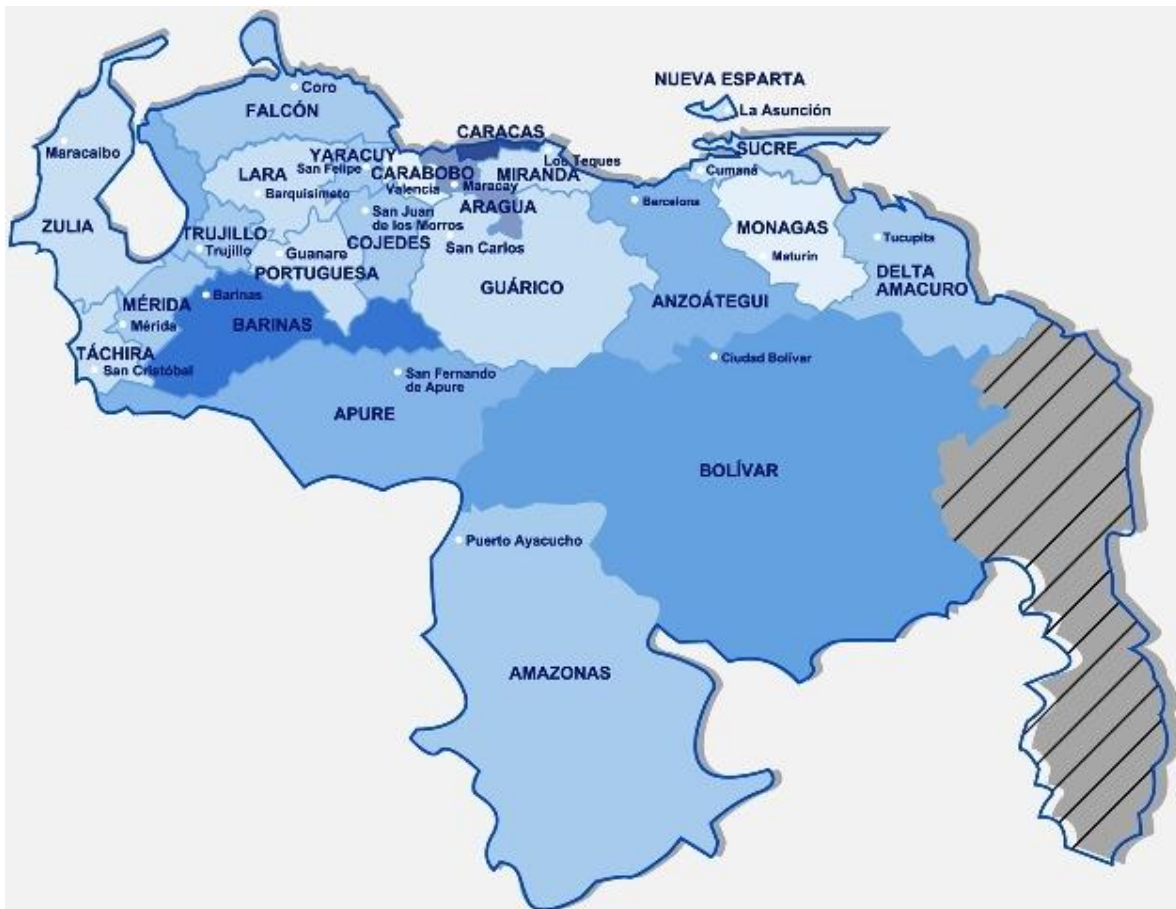 NUEVA ESPARTA
Coro
FALCÓN
La Asunción
CARACAS
Maracaibo
YARACUY
SUCRE
Los Teques
San Felipe
CARABOBO
LARA
MIRANDA
Cumaná
Valencia
Maracay
Barquisimeto
Barcelona
ARAGUA
San Juan
de los Morros
ZULIA
MONAGAS
TRUJILLO
Tucupita
COJEDES
San Carlos
Trujillo
Guanare
Maturín
PORTUGUESA
DELTA
AMACURO
GUÁRICO
ANZOÁTEGUI
Barinas
MÉRIDA
Mérida
BARINAS
TÁCHIRA
Ciudad Bolívar
San Cristóbal
San Fernando
de Apure
APURE
BOLÍVAR
Puerto Ayacucho
AMAZONAS